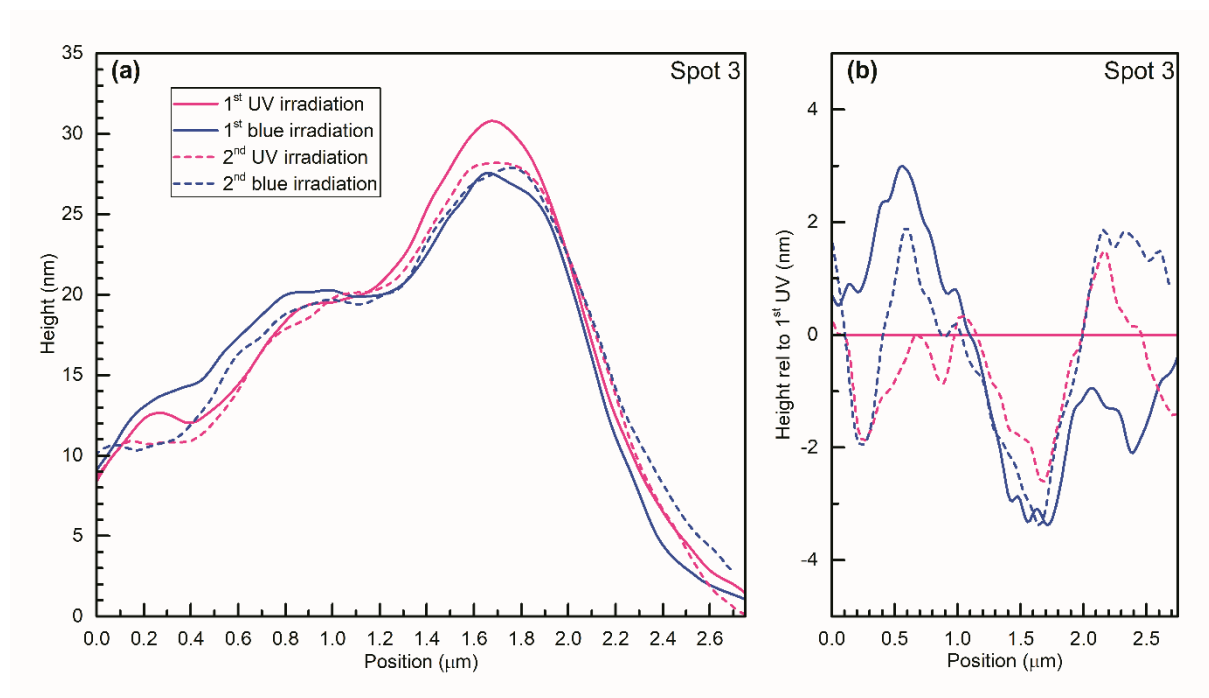 (a)
Spot 3
1st UV irradiation
1st blue irradiation
2nd UV irradiation
2nd blue irradiation
Height (nm)
35
30
25
20
15
10
5
0
0.0 0.2 0.4 0.6 0.8 1.0 1.2 1.4 1.6 1.8 2.0 2.2 2.4 2.6
Position (μm)
(b)
Spot 3
Height rel to 1st UV (nm)
4
2
0
-2
-4
0.0 0.5 1.0 1.5 2.0 2.5
Position (μm)